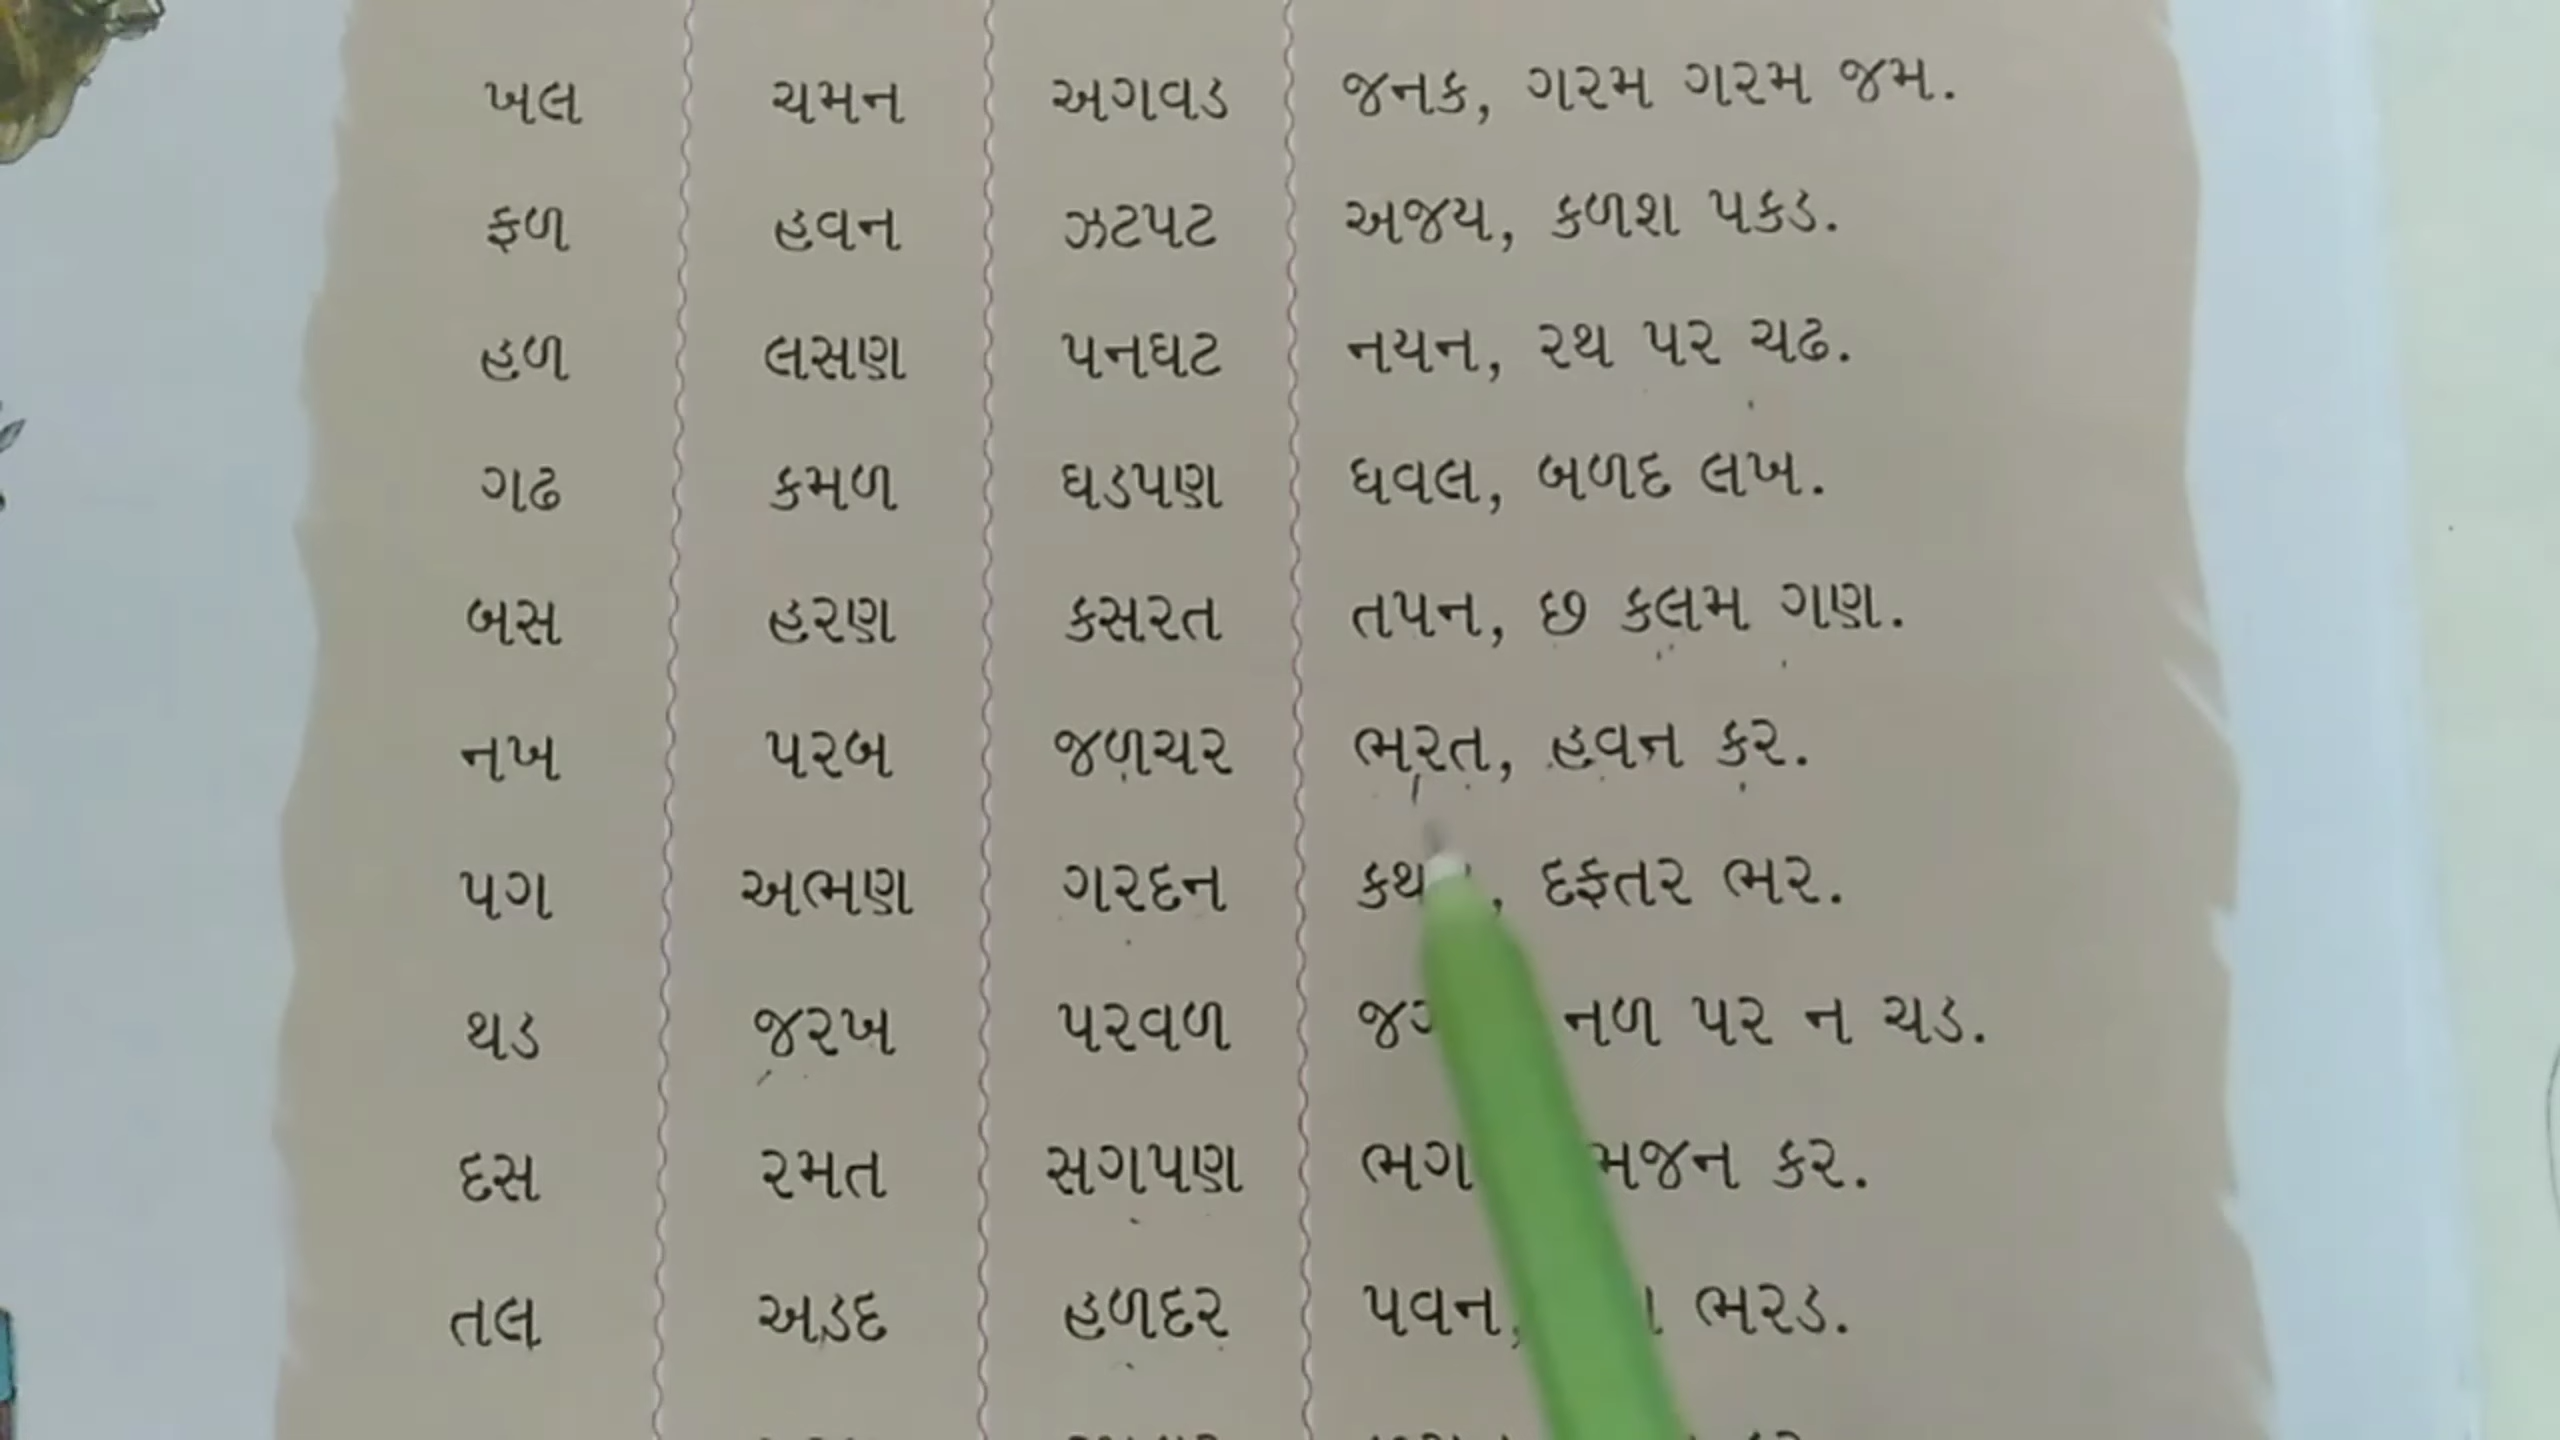 ખલ ચમન અગવડ જનક, ગરમ ગરમ જમ.
ફળ હવન ઝટપટ અજય, કળશ પકડ.
હળ લસણ પનઘટ નયન, રથ પર ચઢ.
ગઢ કમળ ઘડપણ ધવલ, બળદ લખ.
બસ હરણ કસરત તપન, છ કલમ ગણ.
નખ પરબ જળચર ભરત, હવન કર.
પગ અભણ ગરદન દફતર ભર.
થડ જરખ પરવળ નળ પર ન ચડ.
દસ રમત સગપણ કર.
તલ અડદ હળદર પવન, ભરડ.